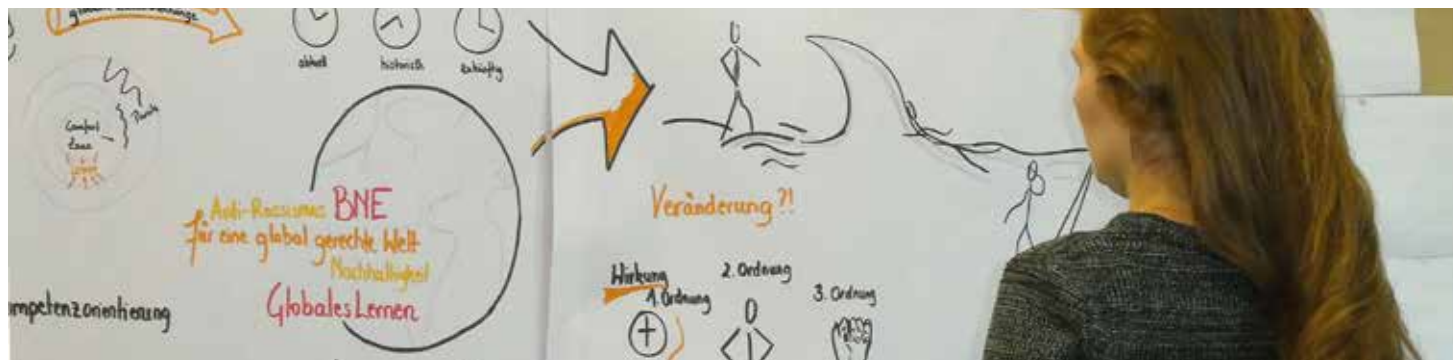 aktuell
historisch
zukünftig
Comfort
Zone
Panik
Anti-Rassismus BNE
für eine global gerechte Welt
Nachhaltigkeit
Globales Lernen
mpetenzorientierung
Veränderung?!
Wirkung
1. Ordnung
2. Ordnung
3. Ordnung